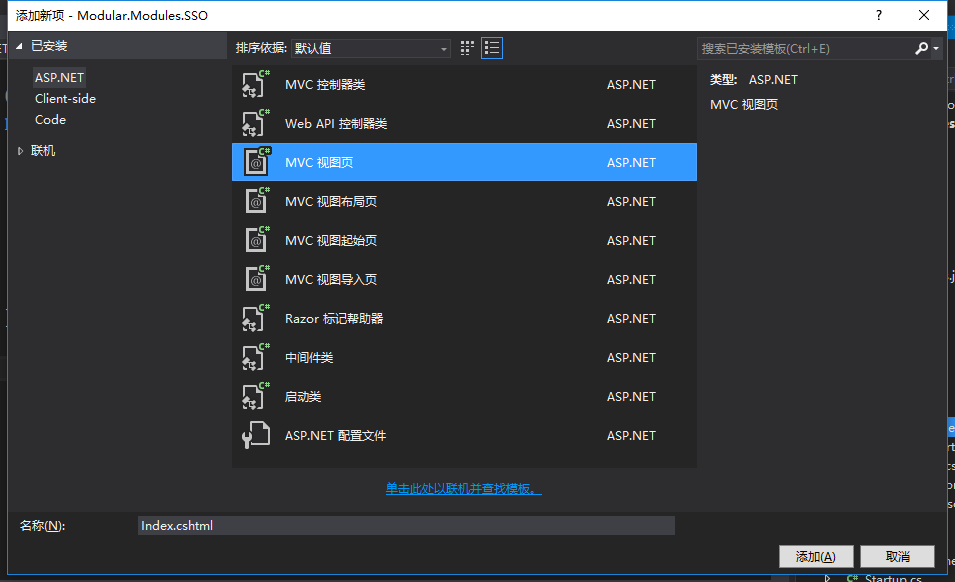 添加新项 - Modular.Modules.SSO
?
已安装
排序依据: 默认值
搜索已安装模板(Ctrl+E)
ASP.NET
Client-side
Code
联机
C# MVC 控制器类 ASP.NET
C# Web API 控制器类 ASP.NET
C# @ MVC 视图页 ASP.NET
C# @ MVC 视图布局页 ASP.NET
C# @ MVC 视图起始页 ASP.NET
C# @ MVC 视图导入页 ASP.NET
C# Razor 标记帮助器 ASP.NET
C# 中间件类 ASP.NET
C# 启动类 ASP.NET
ASP.NET 配置文件 ASP.NET
类型: ASP.NET
MVC 视图页
单击此处以联机并查找模板。
名称(N): Index.cshtml
添加(A) 取消
C# Startup.cs